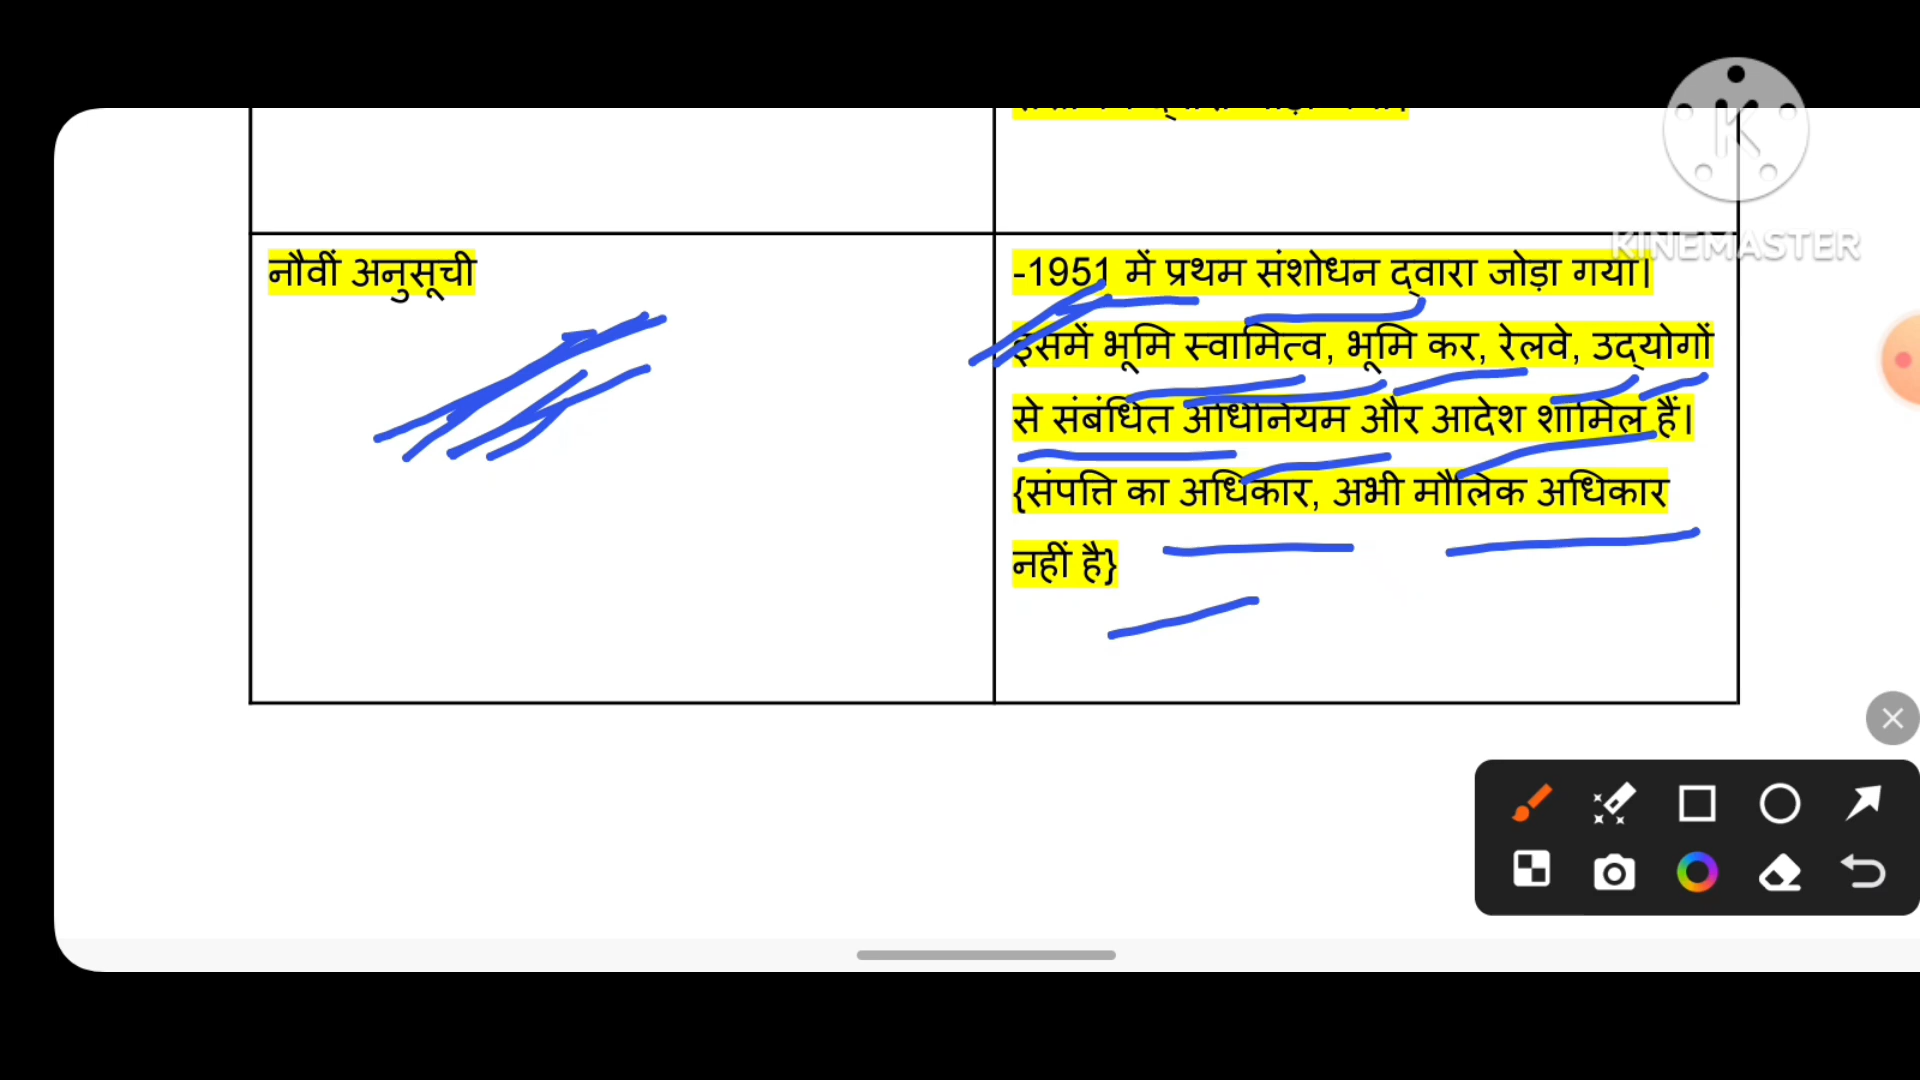 KINEMASTER
नौवीं अनुसूची
-1951 में प्रथम संशोधन द्वारा जोड़ा गया।
इसमें भूमि स्वामित्व, भूमि कर, रेलवे, उद्योगों
से संबंधित अधिनियम और आदेश शामिल हैं।
{संपत्ति का अधिकार, अभी मौलिक अधिकार
नहीं है}